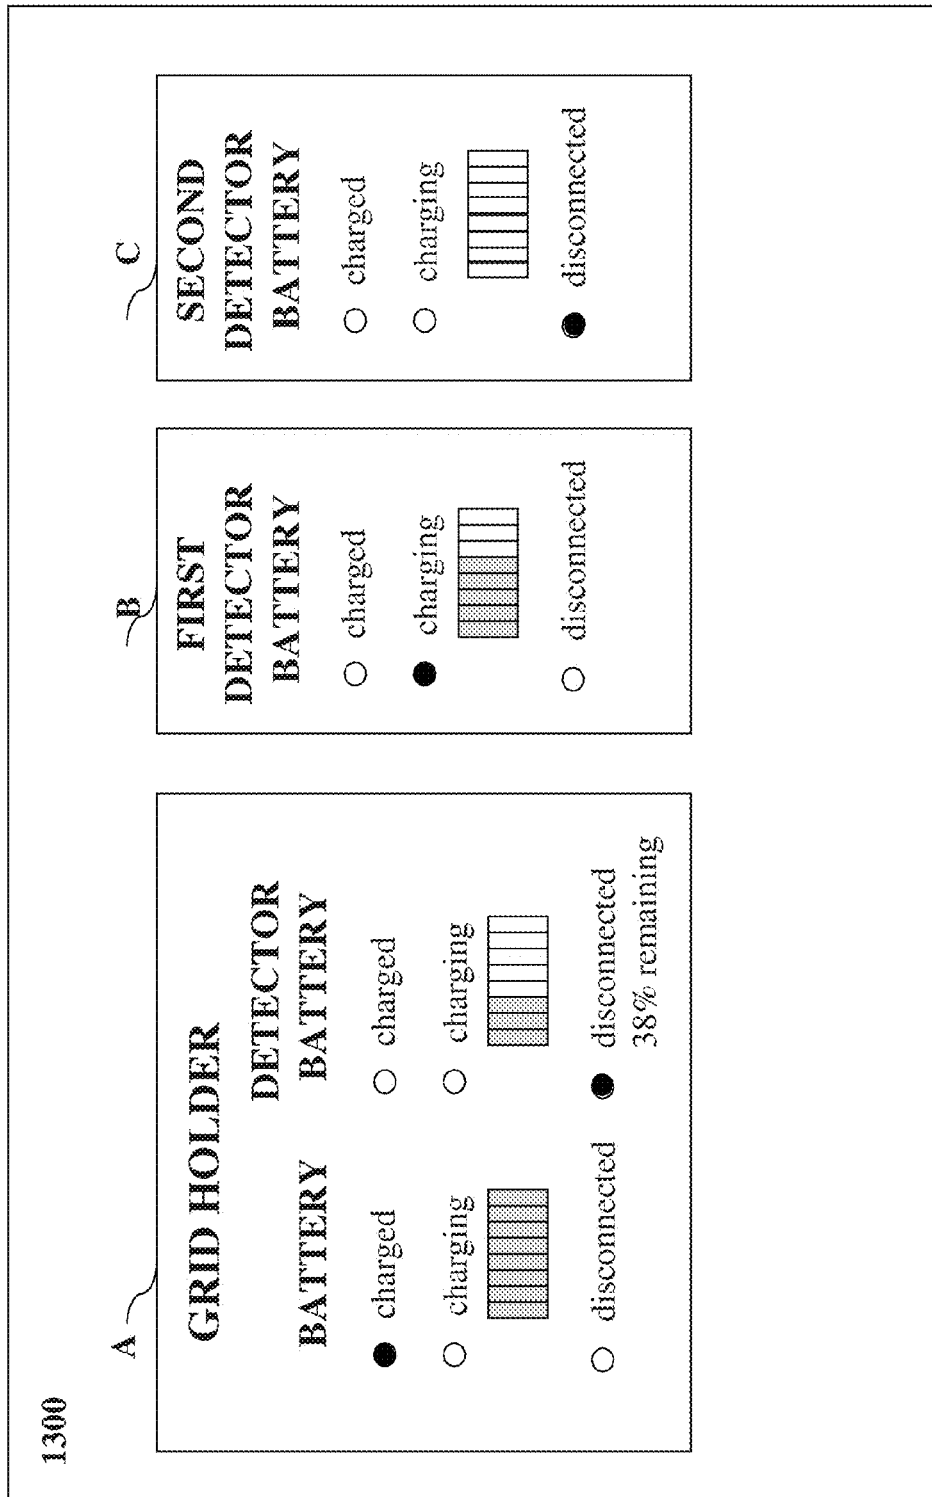 1300
A
GRID HOLDER
BATTERY
charged
charging
disconnected
DETECTOR
BATTERY
charged
charging
disconnected
38% remaining
B
FIRST
DETECTOR
BATTERY
charged
charging
disconnected
C
SECOND
DETECTOR
BATTERY
charged
charging
disconnected